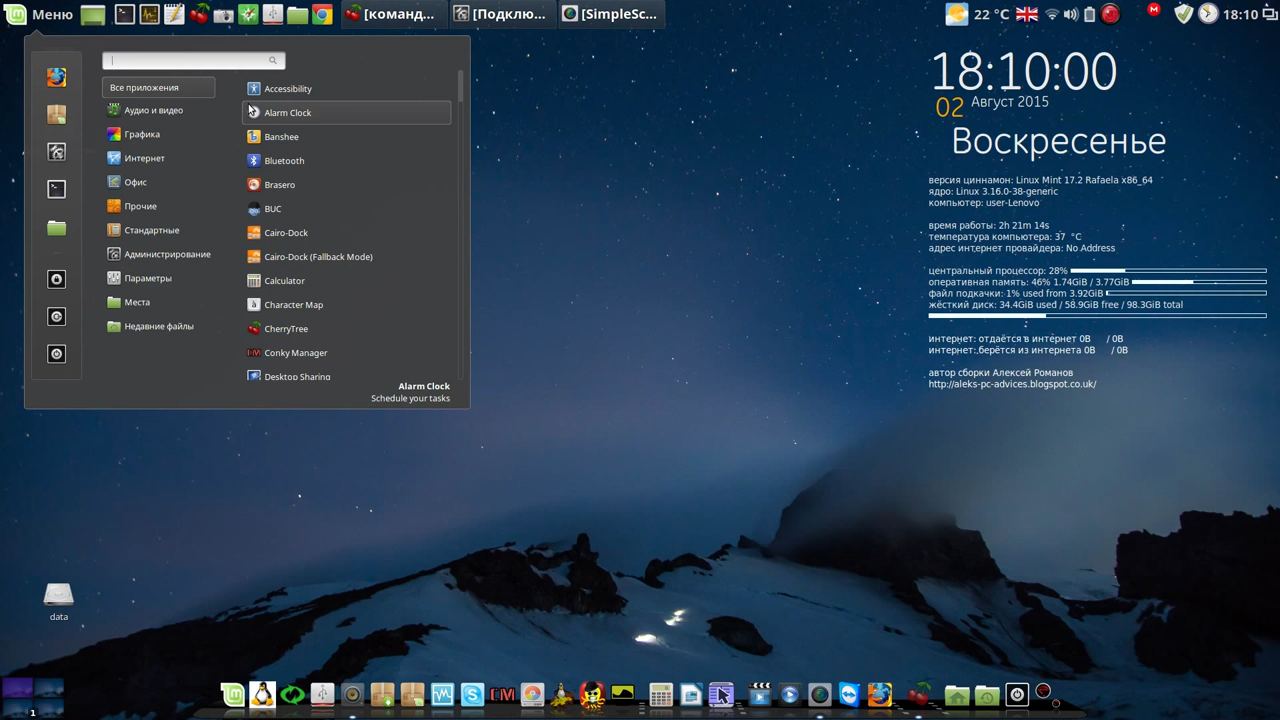 Меню
[команд...
[Подклю...
[SimpleSc...
22 °C
18:10
Все приложения
Аудио и видео
Графика
Интернет
Офис
Прочие
Стандартные
Администрирование
Параметры
Места
Недавние файлы
Accessibility
Alarm Clock
Banshee
Bluetooth
Brasero
BUC
Cairo-Dock
Cairo-Dock (Fallback Mode)
Calculator
Character Map
CherryTree
Conky Manager
Desktop Sharing
Alarm Clock
Schedule your tasks
18:10:00
02 Август 2015
Воскресенье
версия циннамон: Linux Mint 17.2 Rafaela x86_64
ядро: Linux 3.16.0-38-generic
компьютер: user-Lenovo
время работы: 2h 21m 14s
температура компьютера: 37 °C
адрес интернет провайдера: No Address
центральный процессор: 28%
оперативная память: 46% 1.74GiB / 3.77GiB
файл подкачки: 1% used from 3.92GiB
жёсткий диск: 34.4GiB used / 58.9GiB free / 98.3GiB total
интернет: отдаётся в интернет 0B / 0B
интернет: берётся из интернета 0B / 0B
автор сборки Алексей Романов
http://aleks-pc-advices.blogspot.co.uk/
data
1